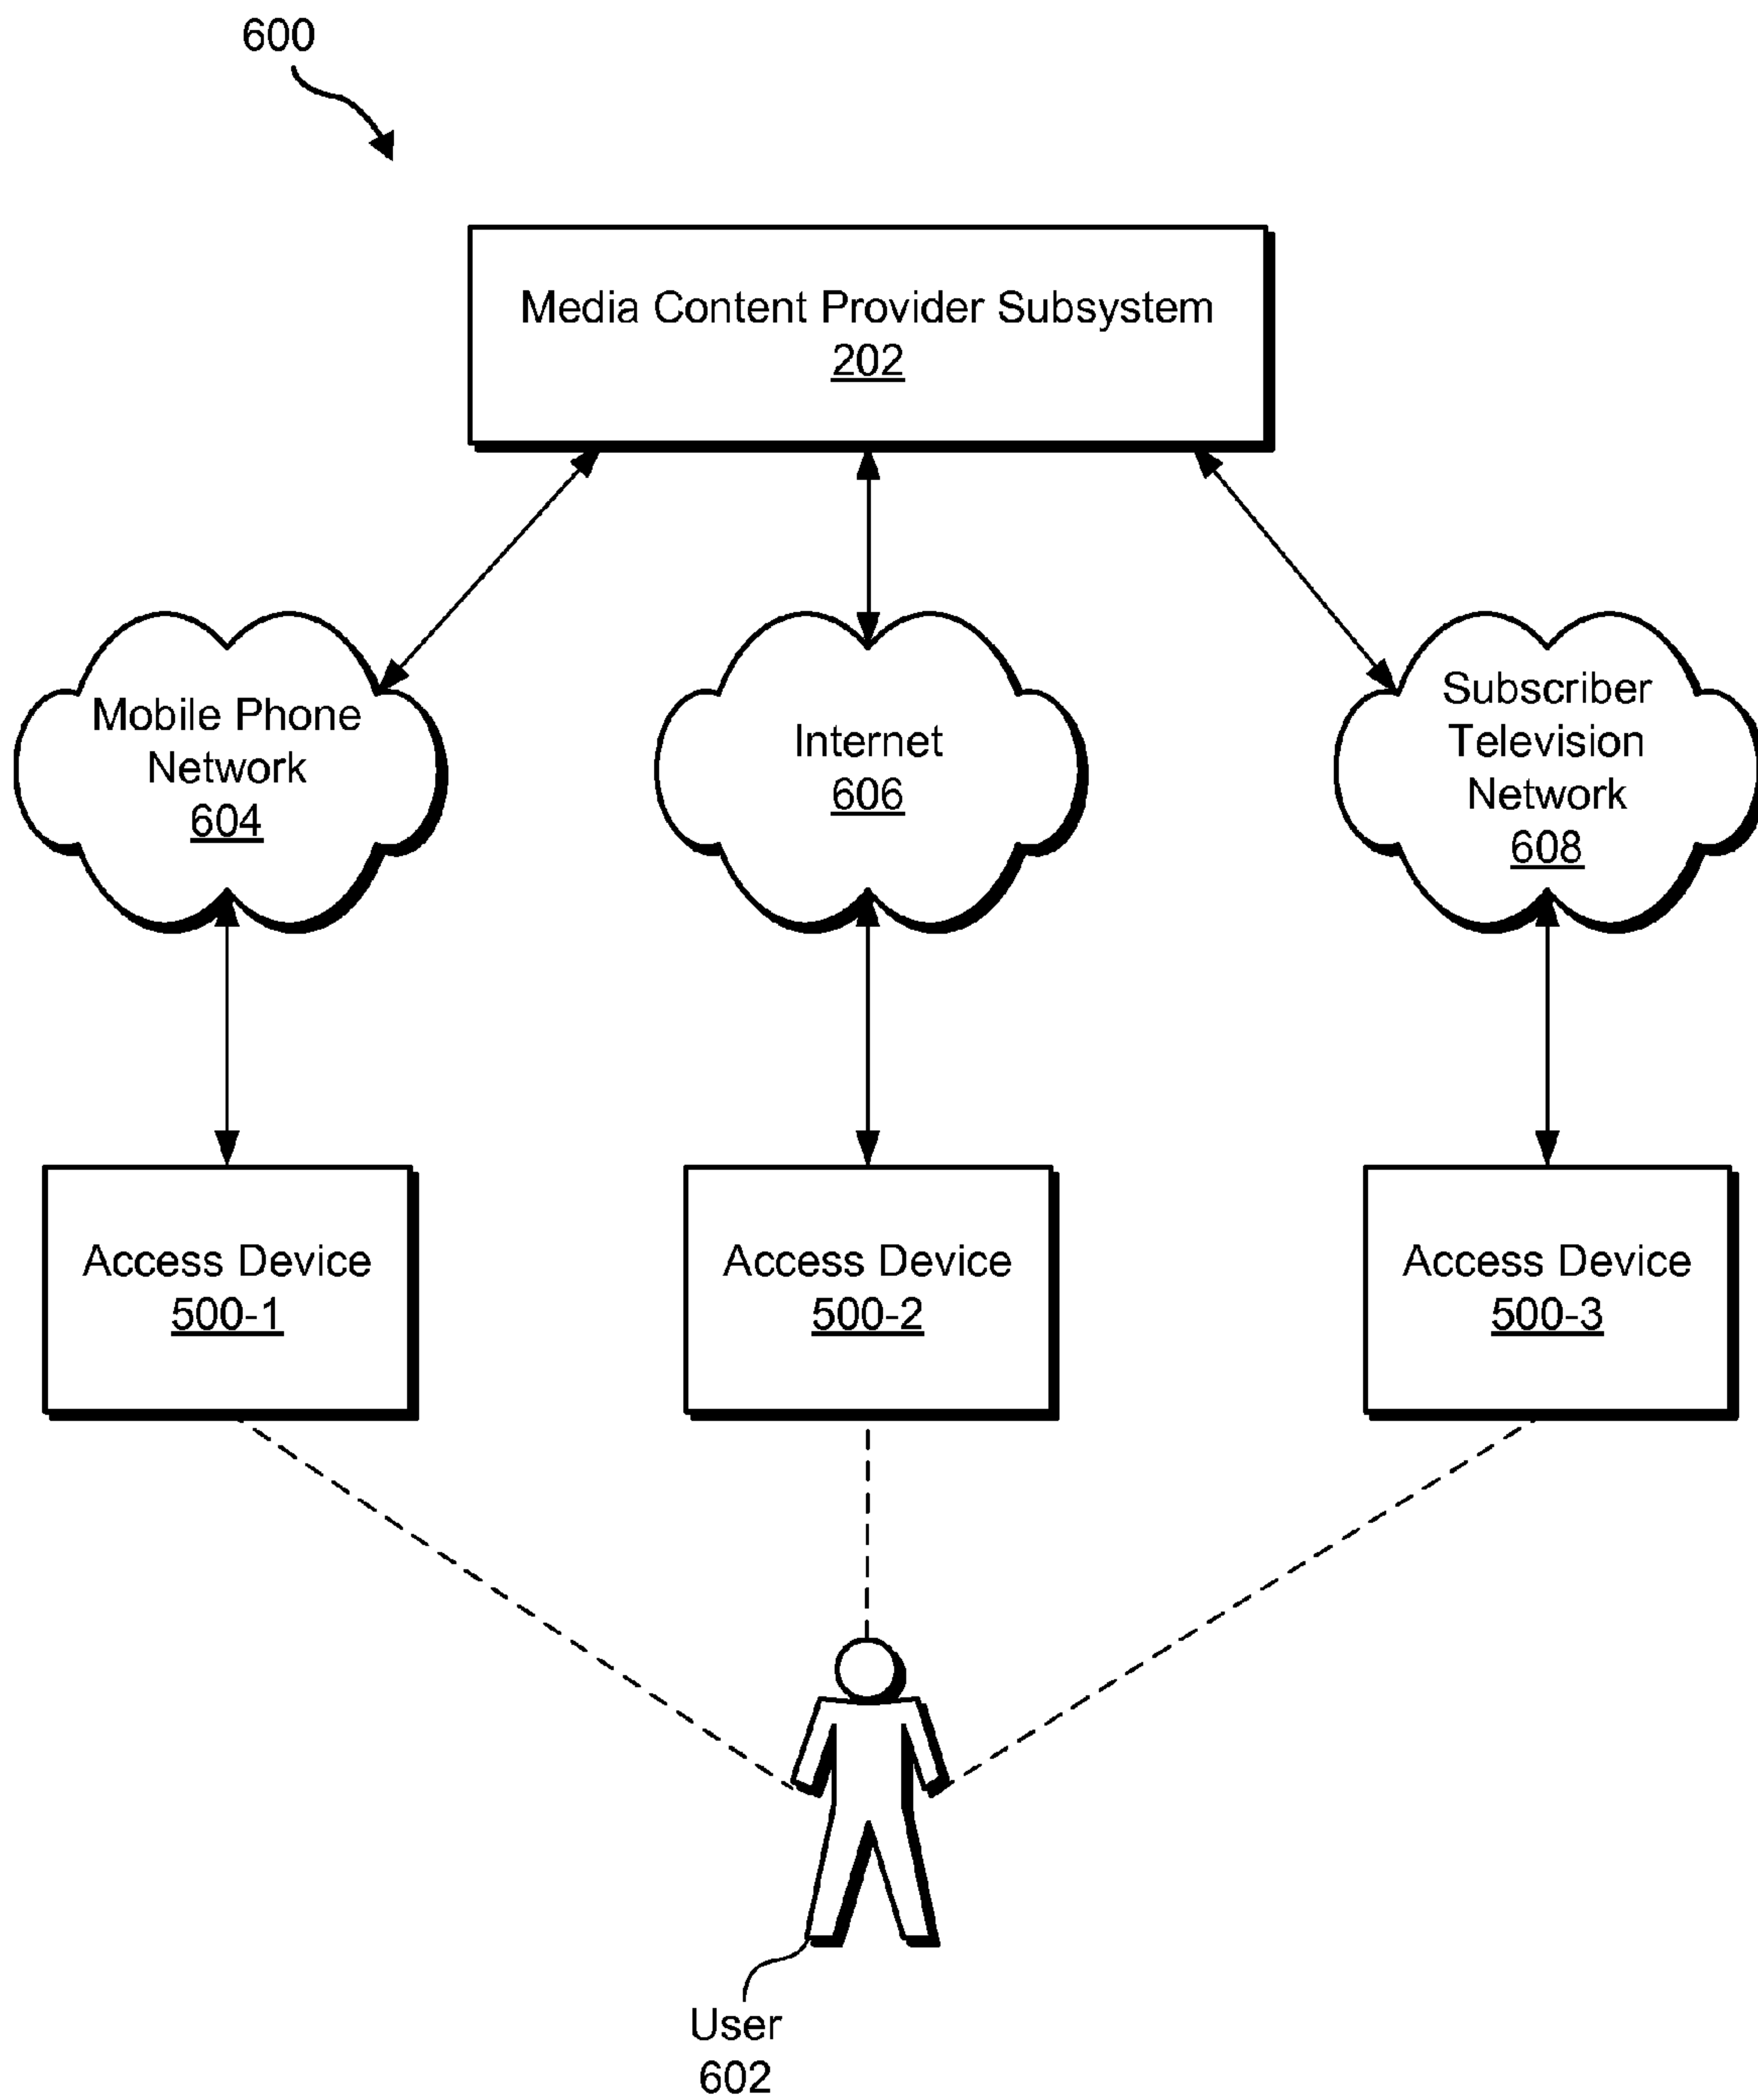 600
Media Content Provider Subsystem
202
Mobile Phone
Network
604
Internet
606
Subscriber
Television
Network
608
Access Device
500-1
Access Device
500-2
Access Device
500-3
User
602